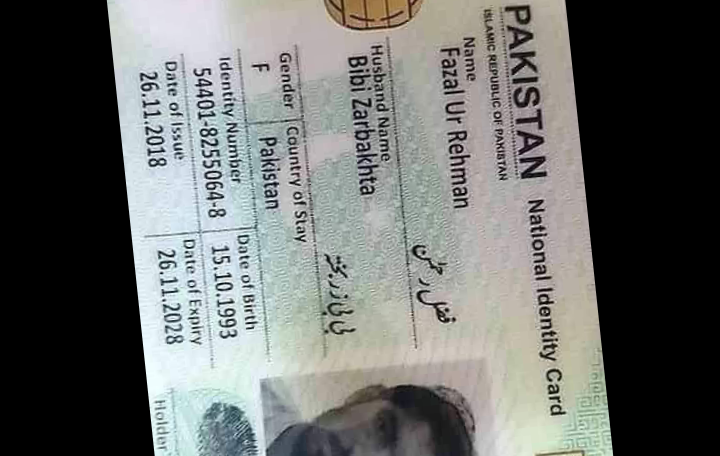 PAKISTAN National Identity Card
ISLAMIC REPUBLIC OF PAKISTAN
Name
Fazal Ur Rehman
فضل رحمٰن
Husband Name
Bibi Zarbakhta
بی بی زربختہ
Gender Country of Stay
F Pakistan
Identity Number Date of Birth
54401-8255064-8 15.10.1993
Date of Issue Date of Expiry
26.11.2018 26.11.2028
Holder